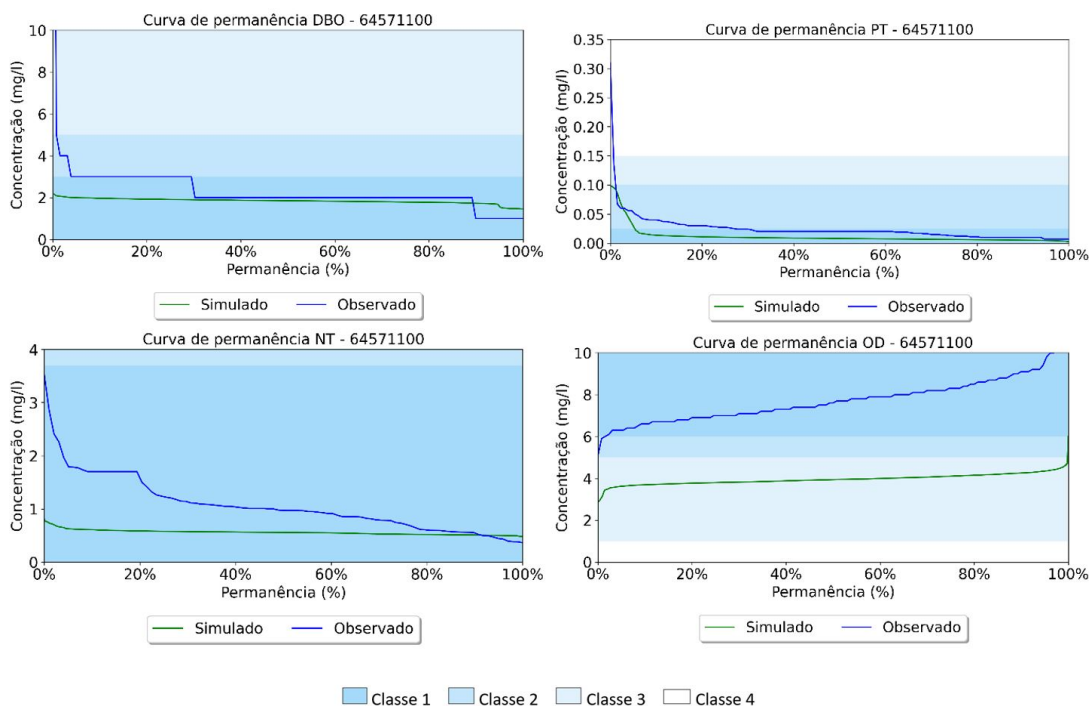 Curva de permanência DBO - 64571100
Concentração (mg/l)
10
8
6
4
2
0
0% 20% 40% 60% 80% 100%
Permanência (%)
Simulado Observado
Curva de permanência PT - 64571100
Concentração (mg/l)
0.35
0.30
0.25
0.20
0.15
0.10
0.05
0.00
0% 20% 40% 60% 80% 100%
Permanência (%)
Simulado Observado
Curva de permanência NT - 64571100
Concentração (mg/l)
4
3
2
1
0
0% 20% 40% 60% 80% 100%
Permanência (%)
Simulado Observado
Curva de permanência OD - 64571100
Concentração (mg/l)
10
8
6
4
2
0
0% 20% 40% 60% 80% 100%
Permanência (%)
Simulado Observado
Classe 1 Classe 2 Classe 3 Classe 4